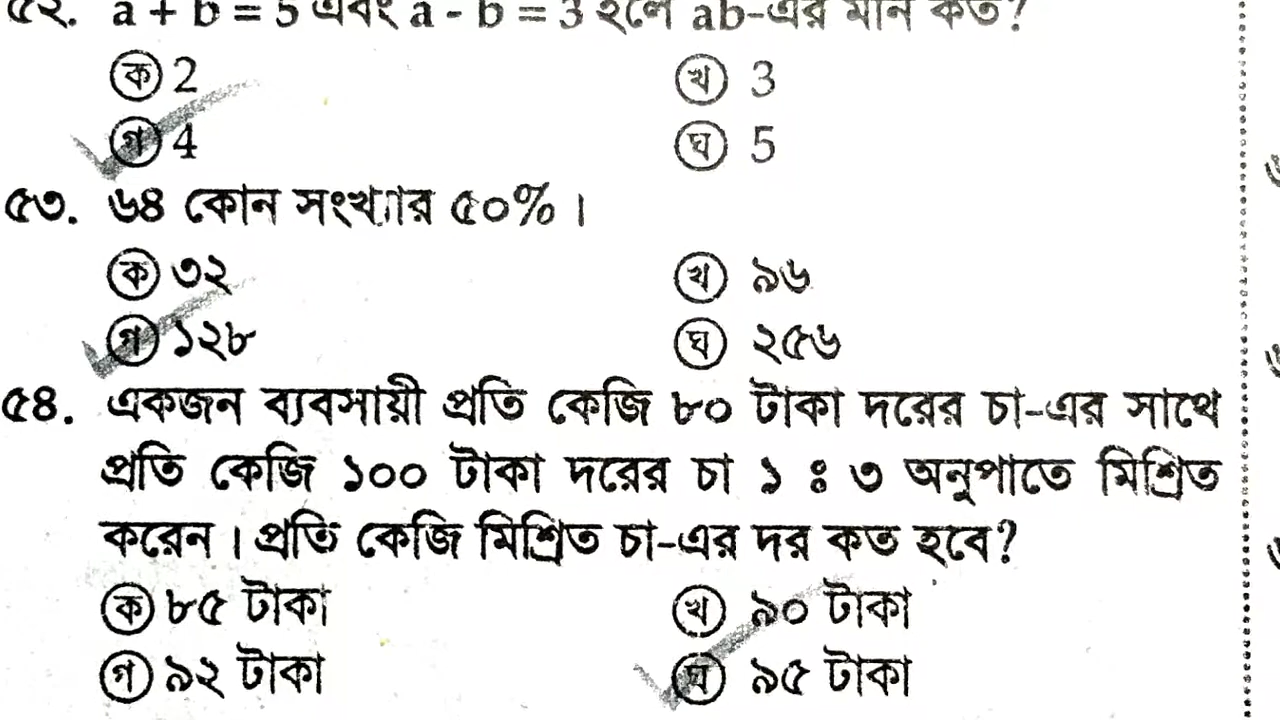 ৫২. a + b = 5 এবং a - b = 3 হলে ab-এর মান কত?
ক 2 খ 3
গ 4 ঘ 5
৫৩. ৬৪ কোন সংখ্যার ৫০%।
ক ৩২ খ ৯৬
গ ১২৮ ঘ ২৫৬
৫৪. একজন ব্যবসায়ী প্রতি কেজি ৮০ টাকা দরের চা-এর সাথে
প্রতি কেজি ১০০ টাকা দরের চা ১ ঃ ৩ অনুপাতে মিশ্রিত
করেন। প্রতি কেজি মিশ্রিত চা-এর দর কত হবে?
ক ৮৫ টাকা খ ৯০ টাকা
গ ৯২ টাকা ঘ ৯৫ টাকা